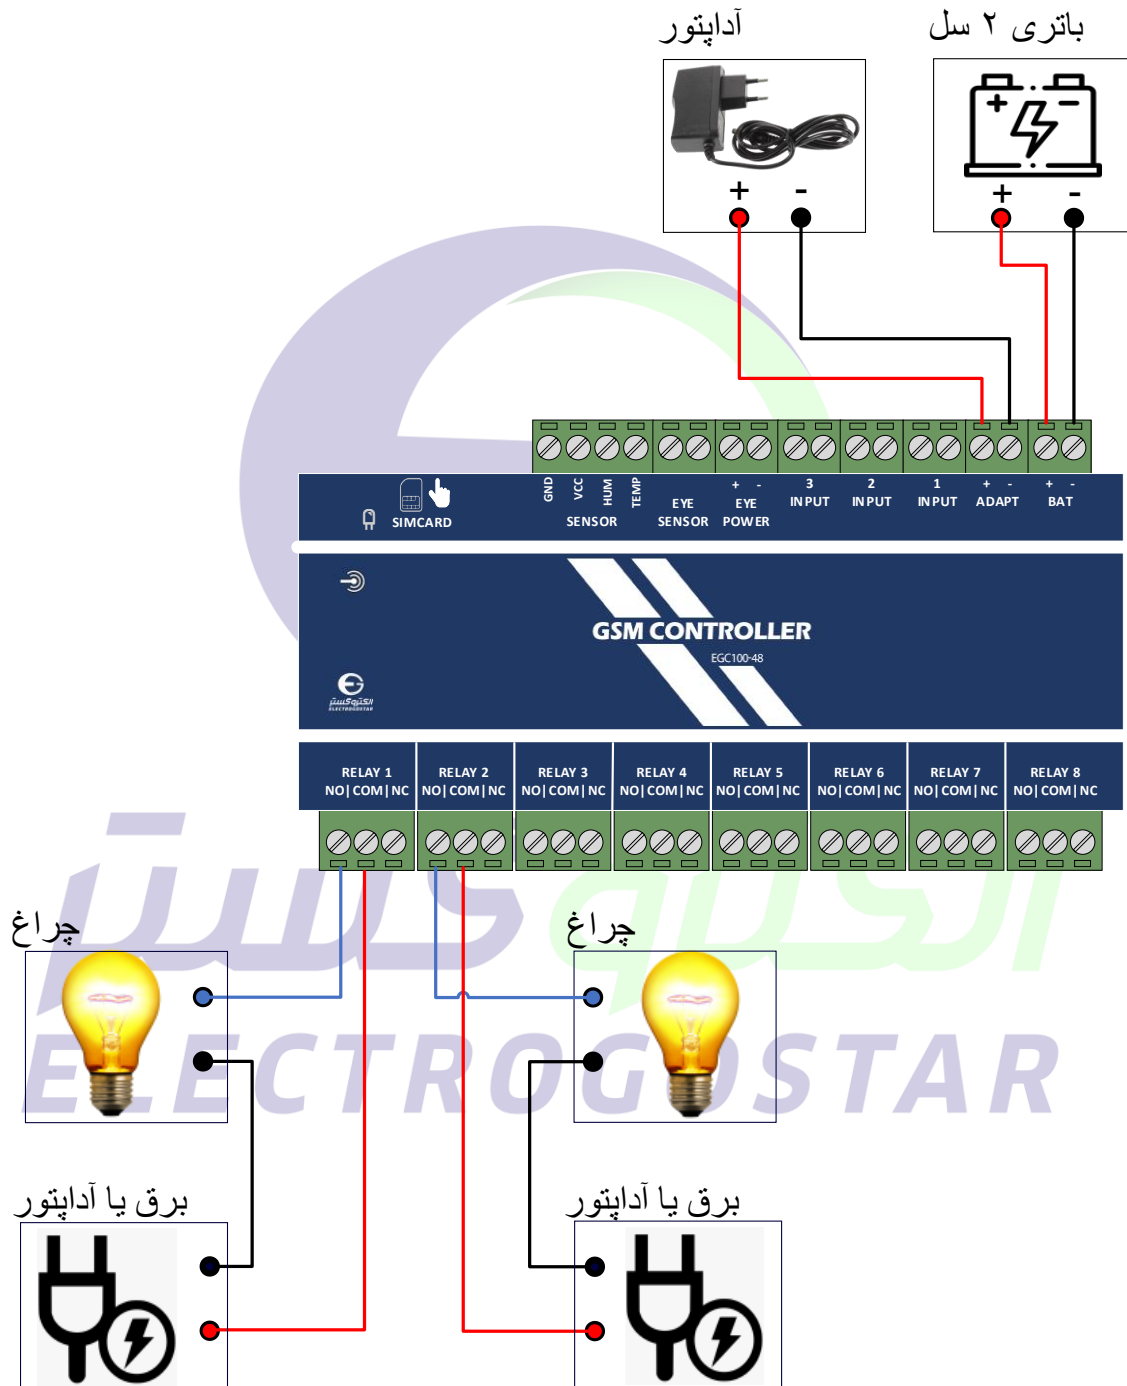 آداپتور
باتری ۲ سل
+ -
+ -
+ -
GND VCC HUM TEMP
SENSOR
EYE
SENSOR
+ -
EYE
POWER
3
INPUT
2
INPUT
1
INPUT
+ -
ADAPT
+ -
BAT
SIMCARD
GSM CONTROLLER
EGC100-48
الکتروگستر
ELECTROGOSTAR
RELAY 1
NO|COM|NC
RELAY 2
NO|COM|NC
RELAY 3
NO|COM|NC
RELAY 4
NO|COM|NC
RELAY 5
NO|COM|NC
RELAY 6
NO|COM|NC
RELAY 7
NO|COM|NC
RELAY 8
NO|COM|NC
الکتروگستر
ELECTROGOSTAR
چراغ
چراغ
برق یا آداپتور
برق یا آداپتور